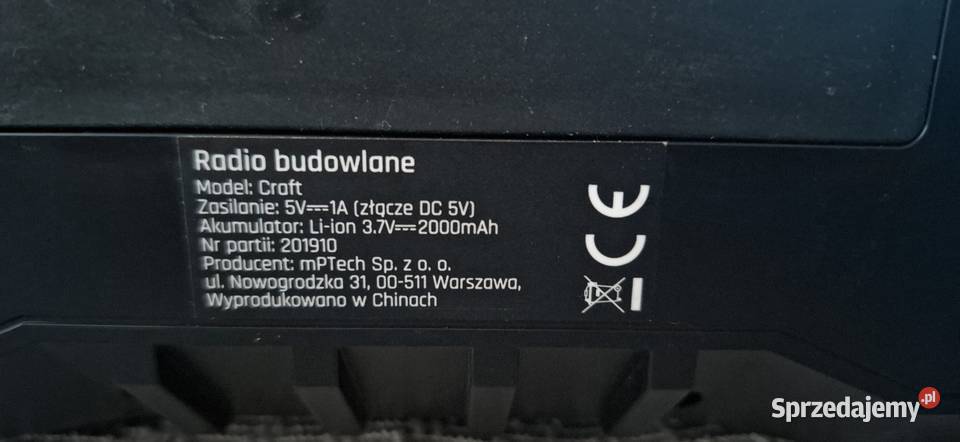 Radio budowlane
Model: Craft
Zasilanie: 5V⎓1A (złącze DC 5V)
Akumulator: Li-ion 3.7V⎓2000mAh
Nr partii: 201910
Producent: mPTech Sp. z o. o.
ul. Nowogrodzka 31, 00-511 Warszawa,
Wyprodukowano w Chinach
CE
Sprzedajemy.pl